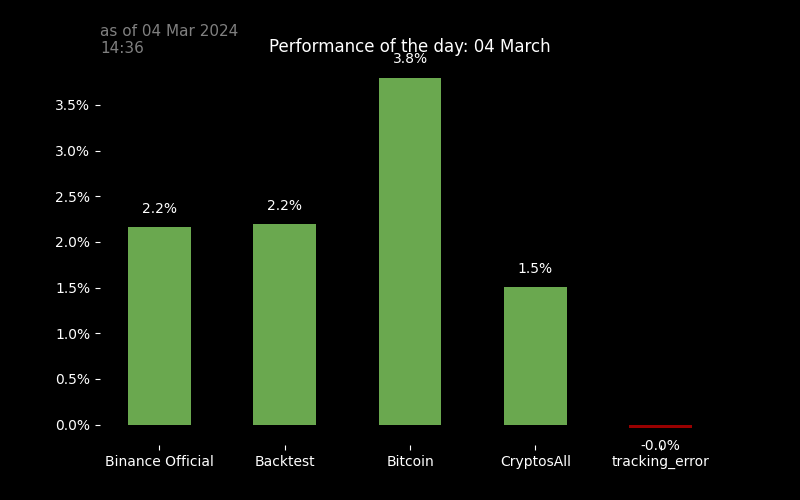 as of 04 Mar 2024
14:36
Performance of the day: 04 March
3.8%
3.5%
3.0%
2.5%
2.2%
2.2%
2.0%
1.5%
1.5%
1.0%
0.5%
0.0%
-0.0%
Binance Official
Backtest
Bitcoin
CryptosAll
tracking_error